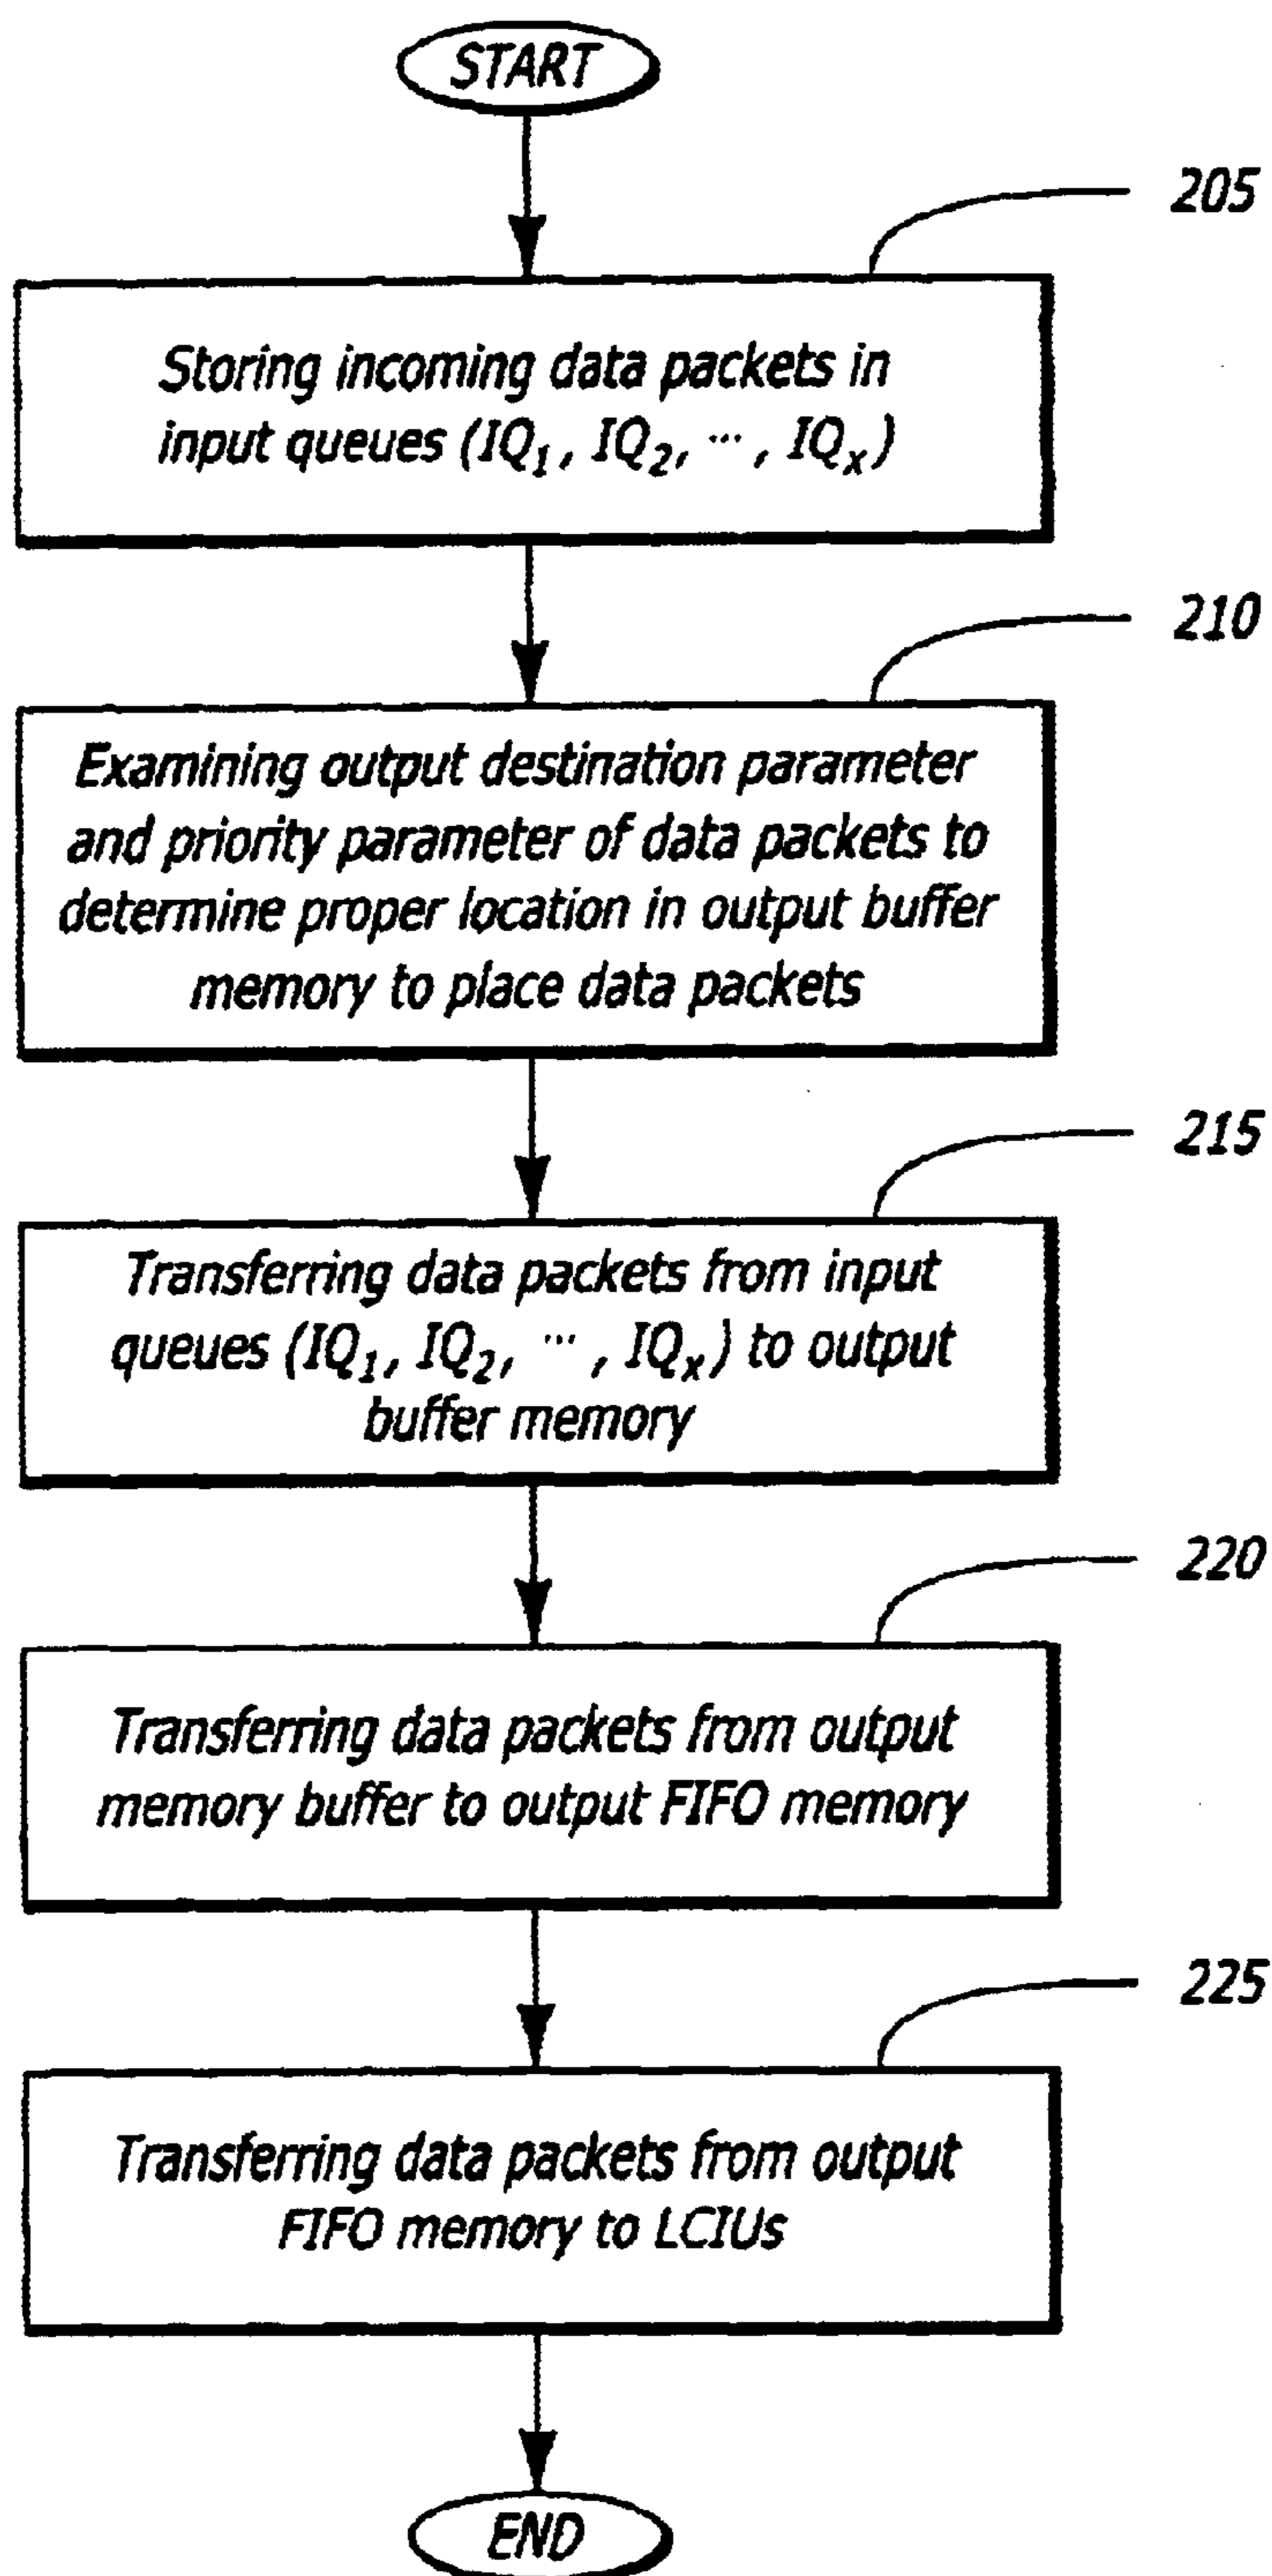 START
205
Storing incoming data packets in
input queues (IQ₁, IQ₂, ···, IQₓ)
210
Examining output destination parameter
and priority parameter of data packets to
determine proper location in output buffer
memory to place data packets
215
Transferring data packets from input
queues (IQ₁, IQ₂, ···, IQₓ) to output
buffer memory
220
Transferring data packets from output
memory buffer to output FIFO memory
225
Transferring data packets from output
FIFO memory to LCIUs
END